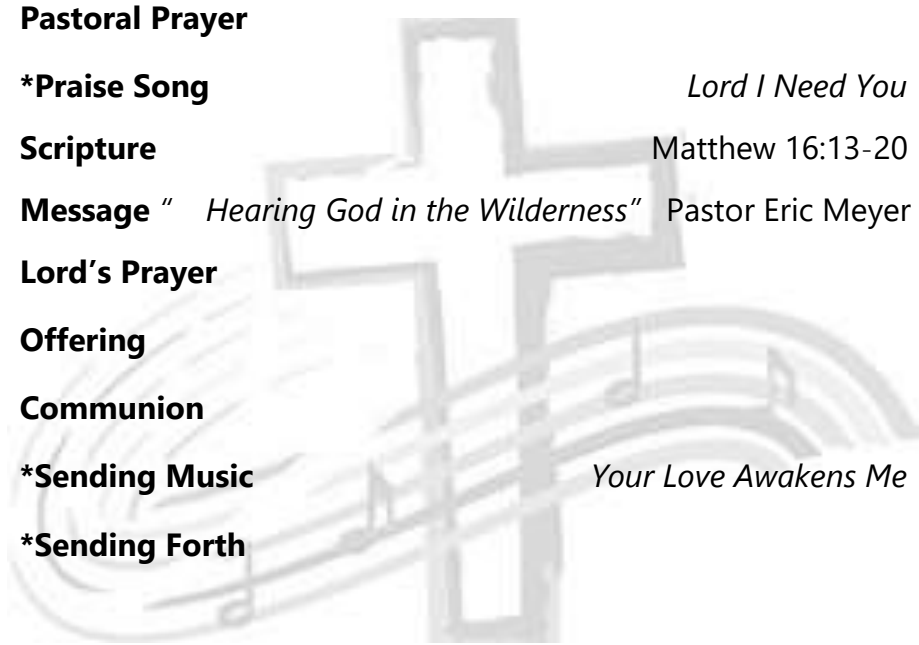 Pastoral Prayer
*Praise Song Lord I Need You
Scripture Matthew 16:13-20
Message “ Hearing God in the Wilderness” Pastor Eric Meyer
Lord’s Prayer
Offering
Communion
*Sending Music Your Love Awakens Me
*Sending Forth